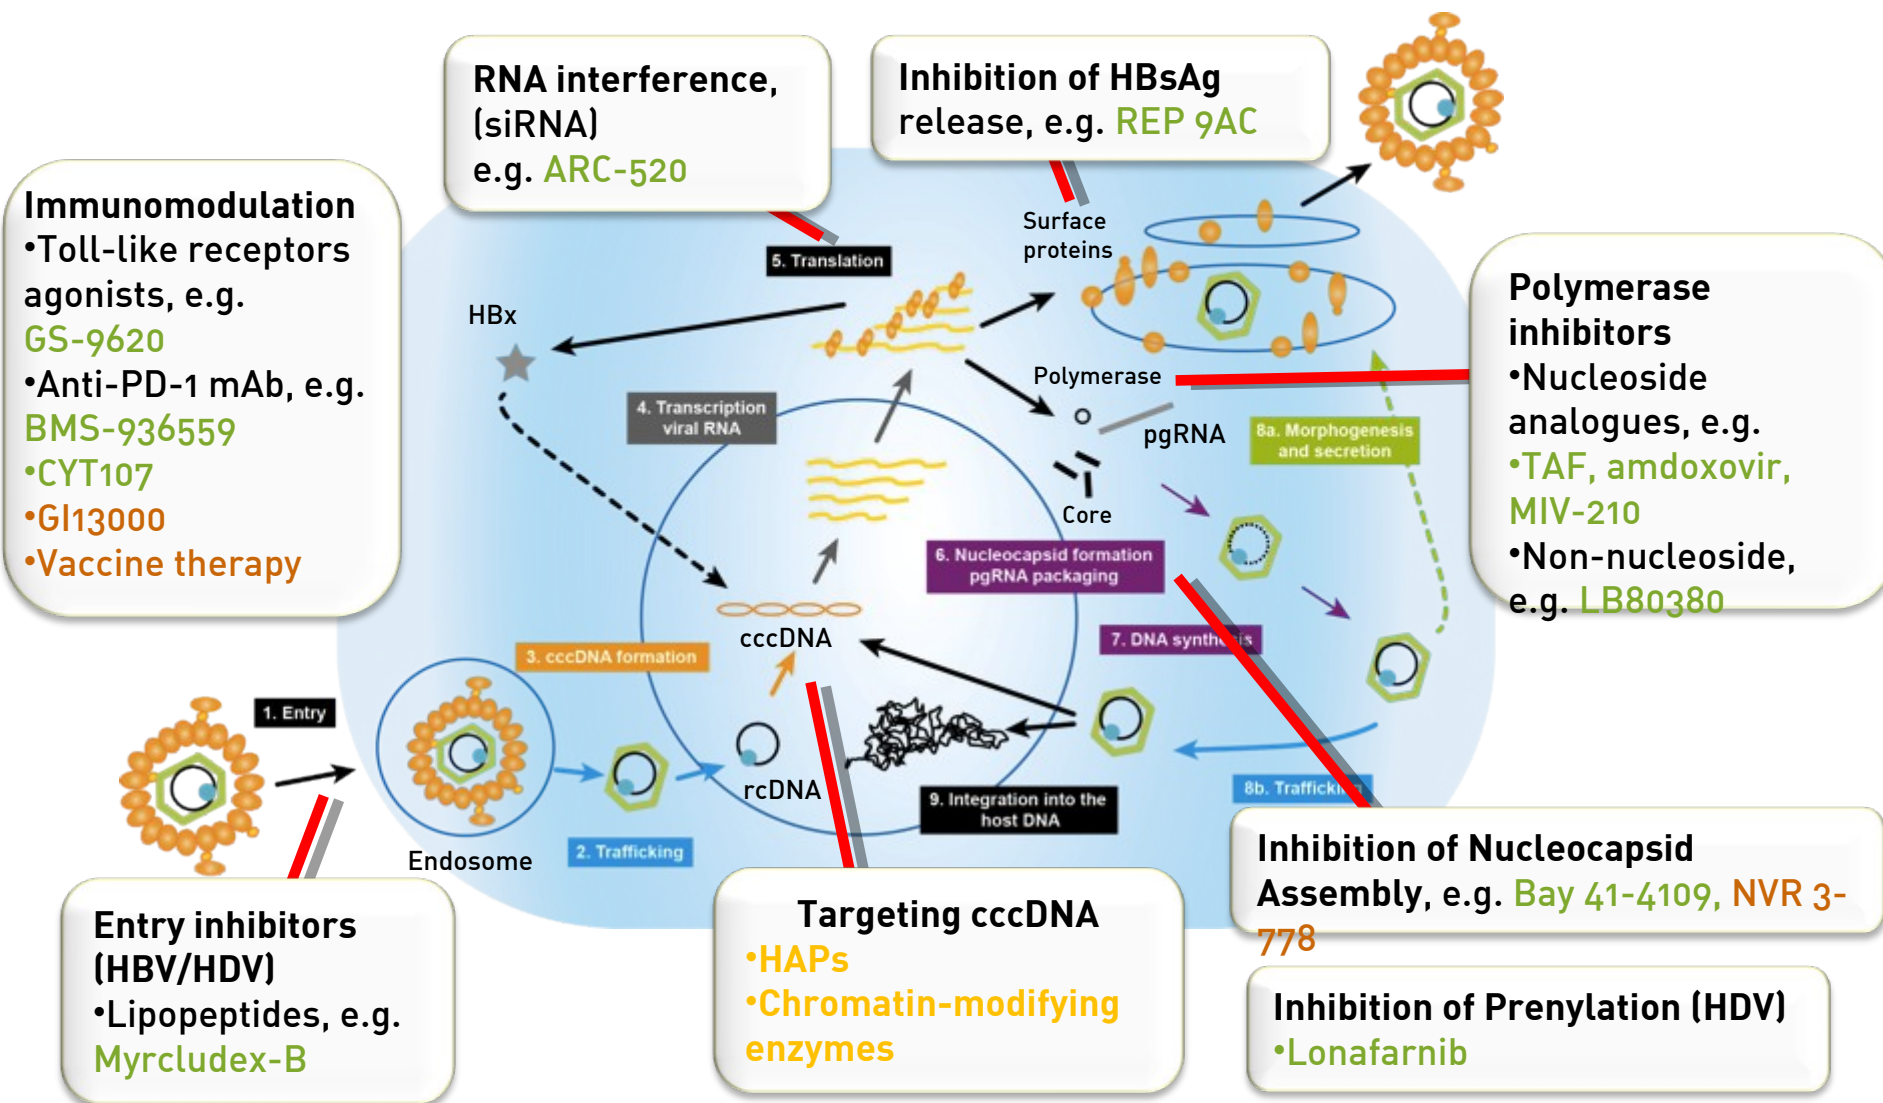 RNA interference,
(siRNA)
e.g. ARC-520
Inhibition of HBsAg
release, e.g. REP 9AC
Immunomodulation
•Toll-like receptors
agonists, e.g.
GS-9620
•Anti-PD-1 mAb, e.g.
BMS-936559
•CYT107
•GI13000
•Vaccine therapy
Surface
proteins
5. Translation
HBx
Polymerase
inhibitors
•Nucleoside
analogues, e.g.
•TAF, amdoxovir,
MIV-210
•Non-nucleoside,
e.g. LB80380
Polymerase
4. Transcription
viral RNA
pgRNA
8a. Morphogenesis
and secretion
Core
6. Nucleocapsid formation
pgRNA packaging
cccDNA
7. DNA synthesis
3. cccDNA formation
1. Entry
rcDNA
9. Integration into the
host DNA
8b. Trafficking
Endosome
2. Trafficking
Entry inhibitors
(HBV/HDV)
•Lipopeptides, e.g.
Myrcludex-B
Targeting cccDNA
•HAPs
•Chromatin-modifying
enzymes
Inhibition of Nucleocapsid
Assembly, e.g. Bay 41-4109, NVR 3-
778
Inhibition of Prenylation (HDV)
•Lonafarnib